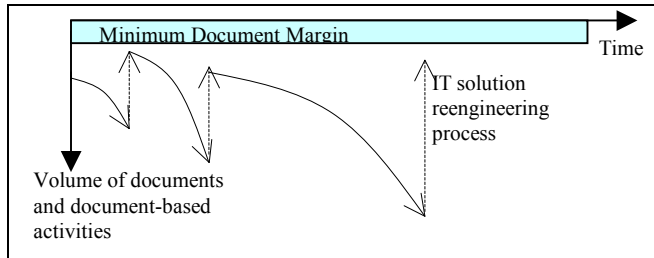 Minimum Document Margin
Time
IT solution
reengineering
process
Volume of documents
and document-based
activities